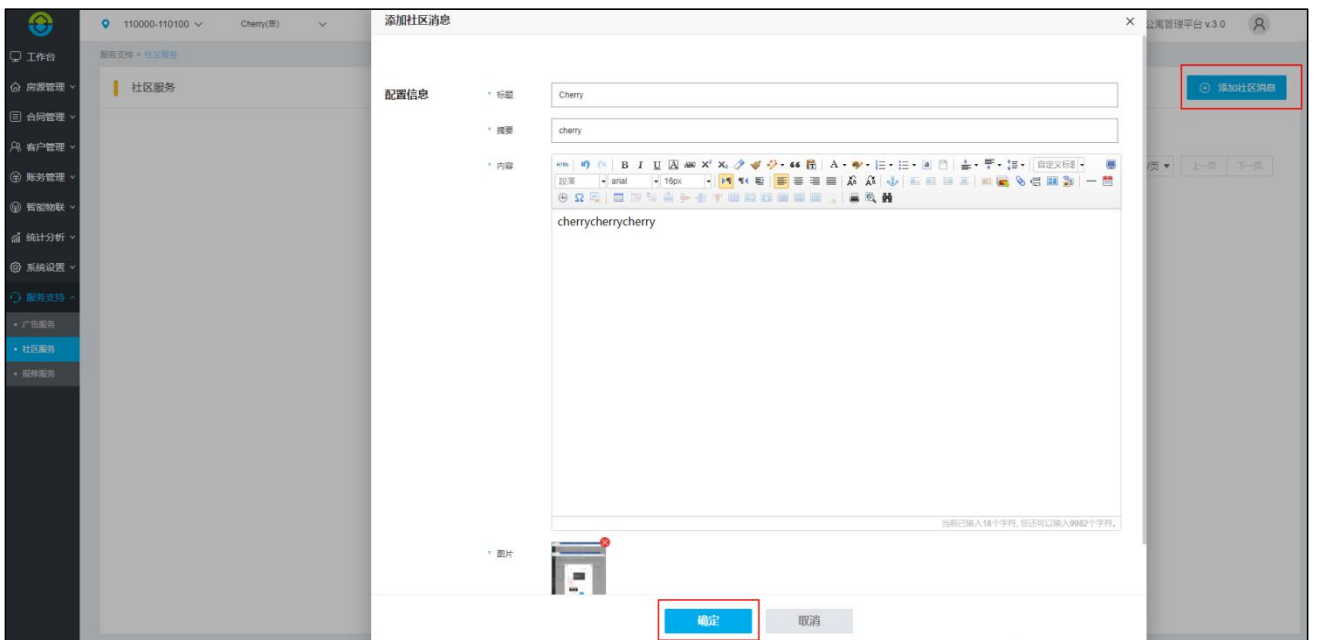 110000-110100
Cherry(票)
添加社区消息
公寓管理平台 v.3.0
工作台
服务支持 > 社区服务
房源管理
社区服务
添加社区消息
配置信息
* 标题
Cherry
合同管理
* 摘要
cherry
客户管理
* 内容
HTML
B I U A ABC X² X₂
自定义标题
/页
上一页
下一页
账务管理
段落
arial
16px
智能物联
cherrycherrycherry
统计分析
系统设置
服务支持
• 广告服务
• 社区服务
• 报修服务
当前已输入18个字符, 您还可以输入9982个字符。
* 图片
确定
取消